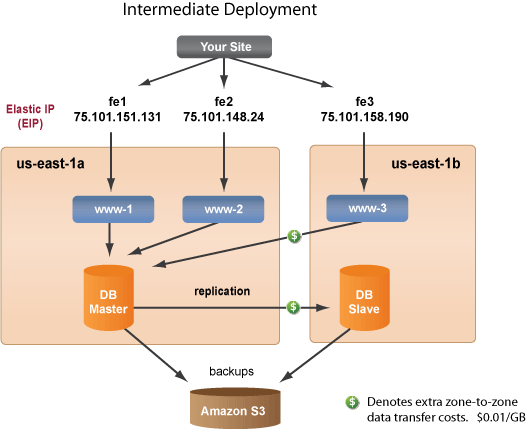 Intermediate Deployment
Your Site
Elastic IP
(EIP)
fe1
75.101.151.131
fe2
75.101.148.24
fe3
75.101.158.190
us-east-1a
us-east-1b
www-1
www-2
www-3
$
DB
Master
replication
$
DB
Slave
backups
Amazon S3
$ Denotes extra zone-to-zone
data transfer costs. $0.01/GB